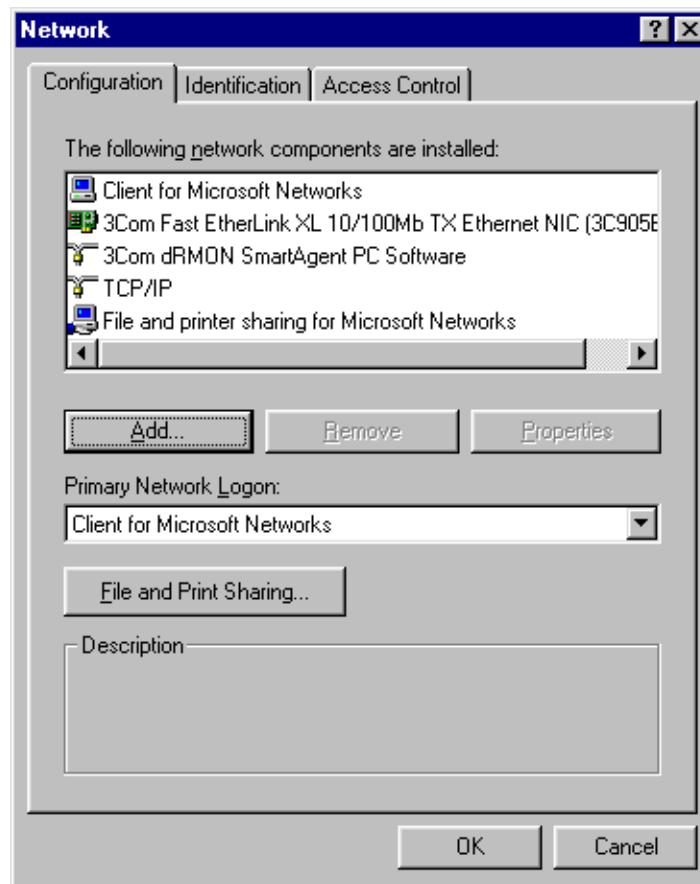 Network
Configuration Identification Access Control
The following network components are installed:
Client for Microsoft Networks
3Com Fast EtherLink XL 10/100Mb TX Ethernet NIC (3C905B
3Com dRMON SmartAgent PC Software
TCP/IP
File and printer sharing for Microsoft Networks
Add... Remove Properties
Primary Network Logon:
Client for Microsoft Networks
File and Print Sharing...
Description
OK Cancel